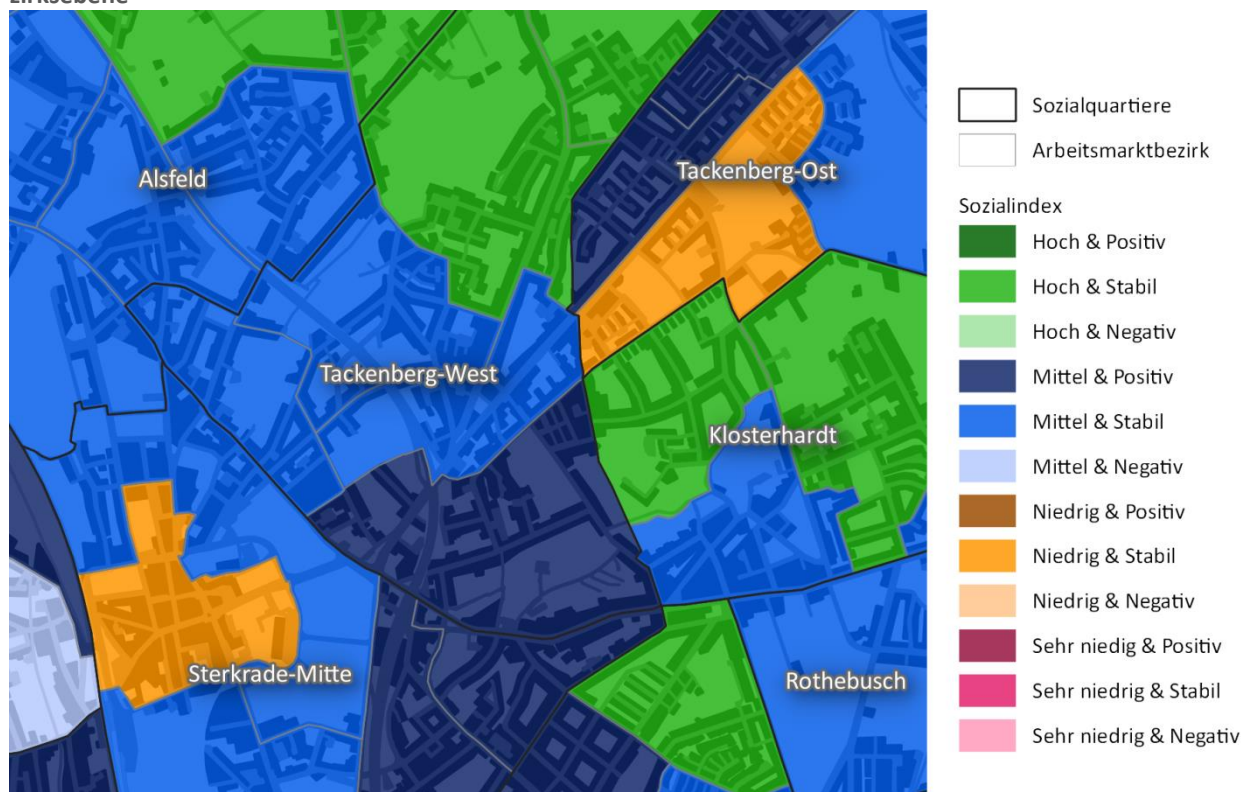 zirksebene
Alsfeld
Tackenberg-Ost
Tackenberg-West
Klosterhardt
Sterkrade-Mitte
Rothebusch
Sozialquartiere
Arbeitsmarktbezirk
Sozialindex
Hoch & Positiv
Hoch & Stabil
Hoch & Negativ
Mittel & Positiv
Mittel & Stabil
Mittel & Negativ
Niedrig & Positiv
Niedrig & Stabil
Niedrig & Negativ
Sehr niedig & Positiv
Sehr niedrig & Stabil
Sehr niedrig & Negativ